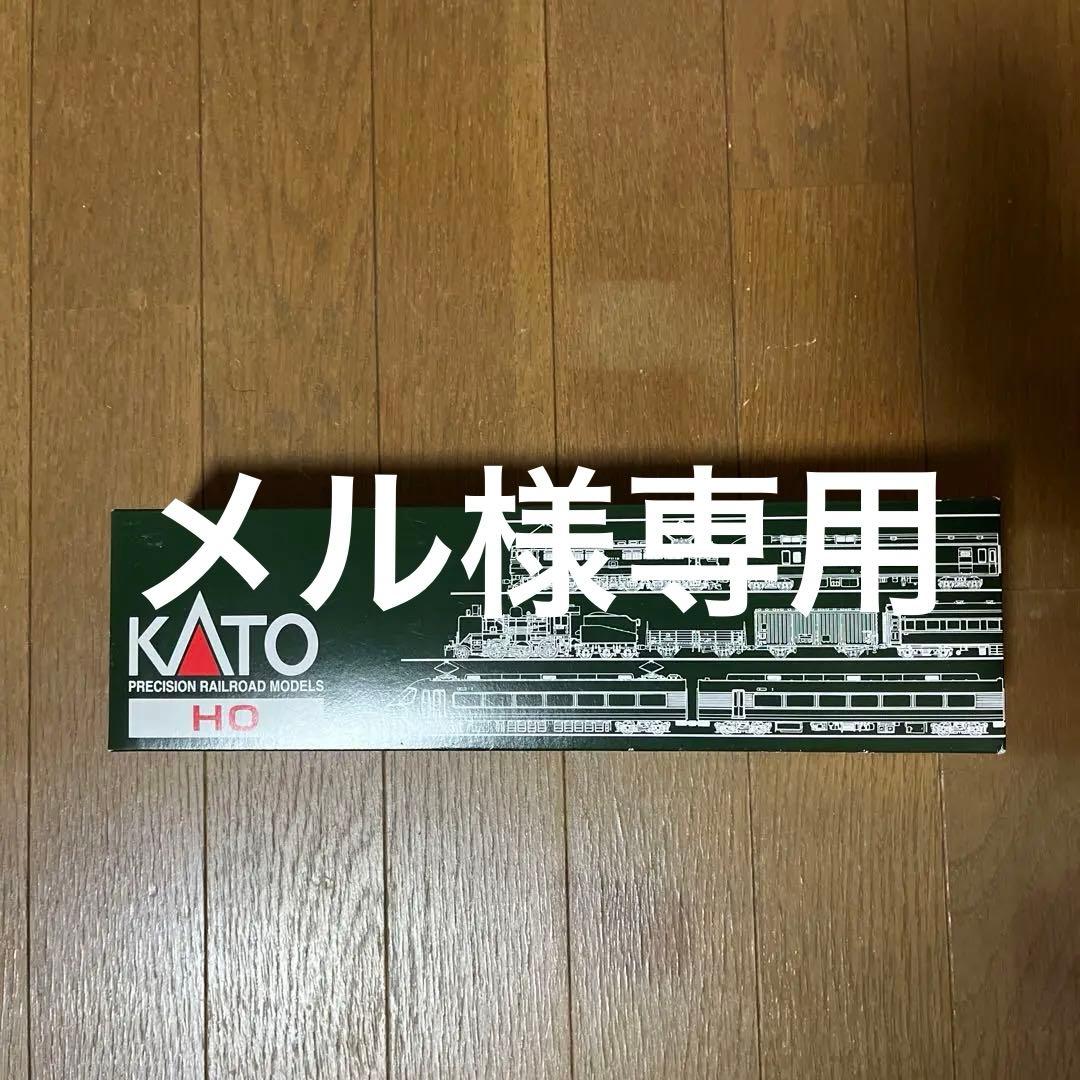 メル様専用
KATO
PRECISION RAILROAD MODELS
HO